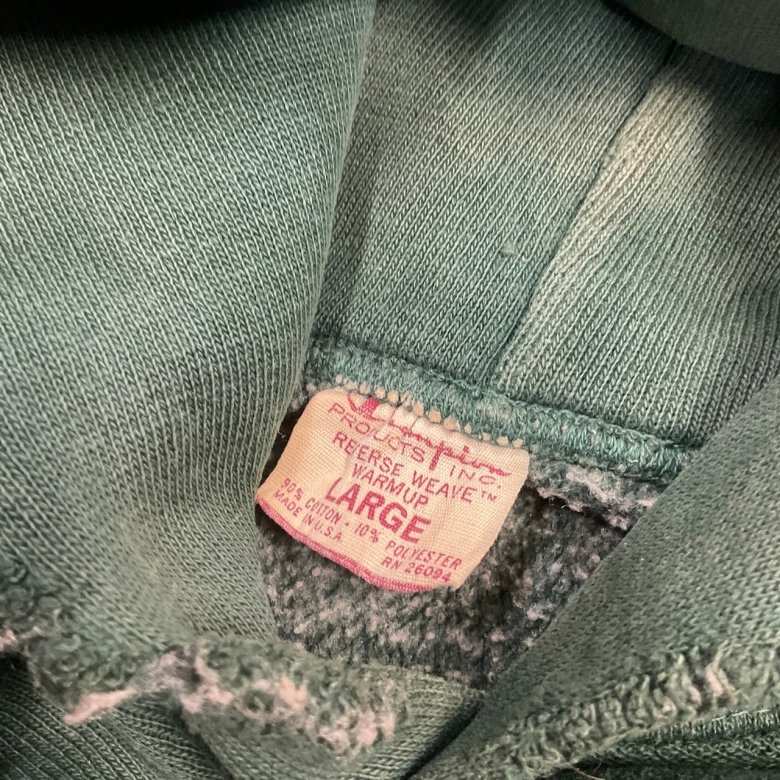 Champion
PRODUCTS INC.
REVERSE WEAVE™
WARMUP
LARGE
90% COTTON • 10% POLYESTER
MADE IN U.S.A. RN 26094